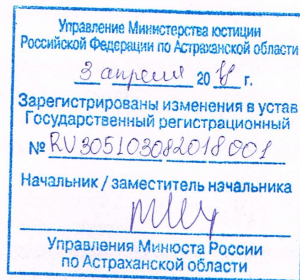 Управление Министерства юстиции
Российской Федерации по Астраханской области
3 апреля 2018 г.
Зарегистрированы изменения в устав
Государственный регистрационный
№ RU305103082018001
Начальник / заместитель начальника
Управления Минюста России
по Астраханской области